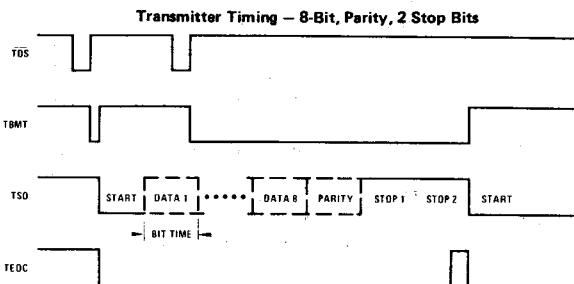 Transmitter Timing — 8-Bit, Parity, 2 Stop Bits
TDS
TBMT
TSO START DATA 1 DATA 8 PARITY STOP 1 STOP 2 START
BIT TIME
TEOC